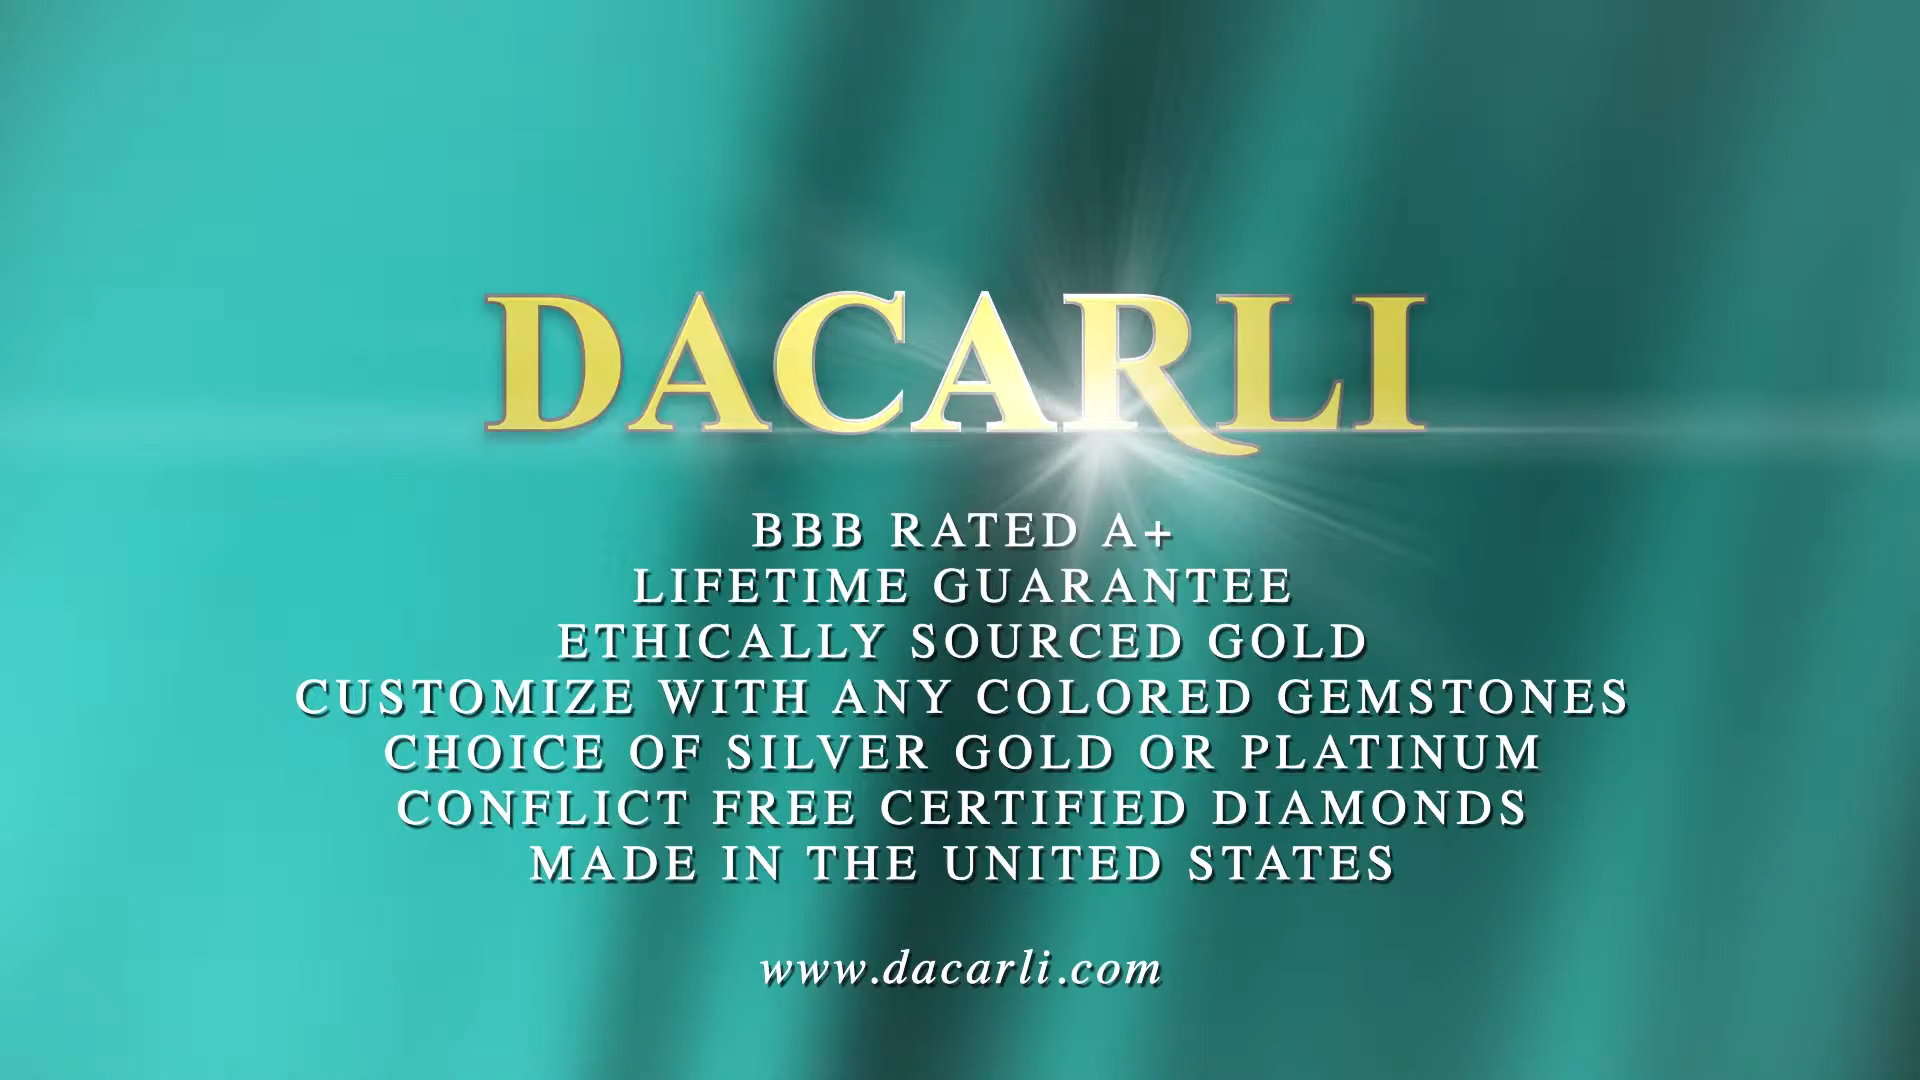 DACARLI
BBB RATED A+
LIFETIME GUARANTEE
ETHICALLY SOURCED GOLD
CUSTOMIZE WITH ANY COLORED GEMSTONES
CHOICE OF SILVER GOLD OR PLATINUM
CONFLICT FREE CERTIFIED DIAMONDS
MADE IN THE UNITED STATES
www.dacarli.com